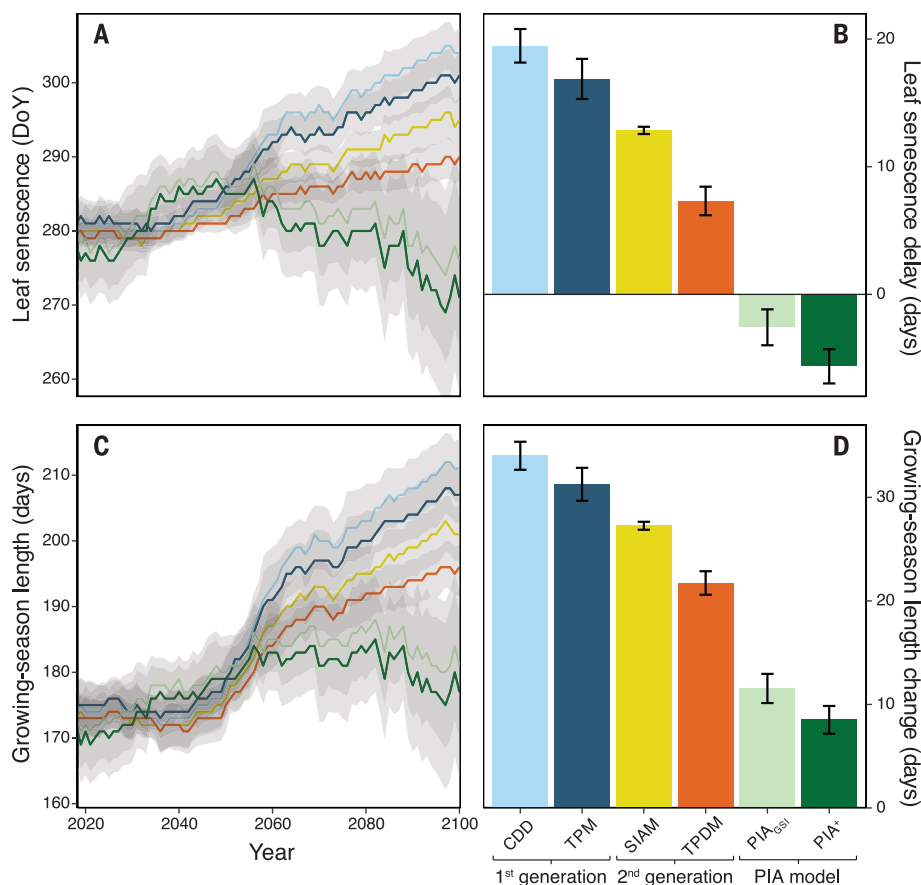 A
Leaf senescence (DoY)
300
290
280
270
260
B
20
10
0
Leaf senescence delay (days)
C
Growing-season length (days)
210
200
190
180
170
160
2020
2040
2060
2080
2100
Year
D
30
20
10
0
Growing-season length change (days)
CDD
TPM
SIAM
TPDM
PIA_GSI
PIA⁺
1ˢᵗ generation
2ⁿᵈ generation
PIA model